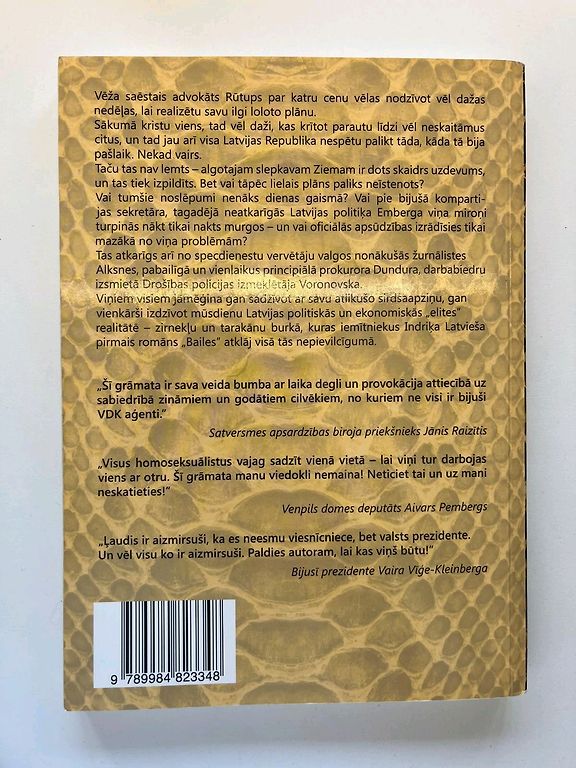 Vēža saēstais advokāts Rūtups par katru cenu vēlas nodzīvot vēl dažas
nedēļas, lai realizētu savu ilgi loloto plānu.
Sākumā kristu viens, tad vēl daži, kas krītot parautu līdzi vēl neskaitāmus
citus, un tad jau arī visa Latvijas Republika nespētu palikt tāda, kāda tā bija
pašlaik. Nekad vairs.
Taču tas nav lemts – algotajam slepkavam Ziemam ir dots skaidrs uzdevums,
un tas tiek izpildīts. Bet vai tāpēc lielais plāns paliks neīstenots?
Vai tumšie noslēpumi nenāks dienas gaismā? Vai pie bijušā komparti-
jas sekretāra, tagadējā neatkarīgās Latvijas politiķa Emberga viņa mironi
turpinās nākt tikai nakts murgos – un vai oficiālās apsūdzības izrādīsies tikai
mazākā no viņa problēmām?
Tas atkarīgs arī no specdienestu vervētāju valgos nonākušās žurnālistes
Alksnes, pabailīgā un vienlaikus principiālā prokurora Dundura, darbabiedru
izsmietā Drošības policijas izmeklētāja Voronovska.
Viņiem visiem jāmēģina gan sadzīvot ar savu atlikušo sirdsapziņu, gan
vienkārši izdzīvot mūsdienu Latvijas politiskās un ekonomiskās „elites"
realitātē – zirnekļu un tarakānu burkā, kuras iemītniekus Indriķa Latvieša
pirmais romāns „Bailes" atklāj visā tās nepievilcīgumā.
„Šī grāmata ir sava veida bumba ar laika degli un provokācija attiecībā uz
sabiedrībā zināmiem un godātiem cilvēkiem, no kuriem ne visi ir bijuši
VDK aģenti."
Satversmes apsardzības biroja priekšnieks Jānis Raizitis
„Visus homoseksuālistus vajag sadzīt vienā vietā – lai viņi tur darbojas
viens ar otru. Šī grāmata manu viedokli nemaina! Neticiet tai un uz mani
neskatieties!"
Venpils domes deputāts Aivars Pembergs
„Ļaudis ir aizmirsuši, ka es neesmu viesnīcniece, bet valsts prezidente.
Un vēl visu ko ir aizmirsuši. Paldies autoram, lai kas viņš būtu!"
Bijusī prezidente Vaira Vīģe-Kleinberga
9 789984 823348